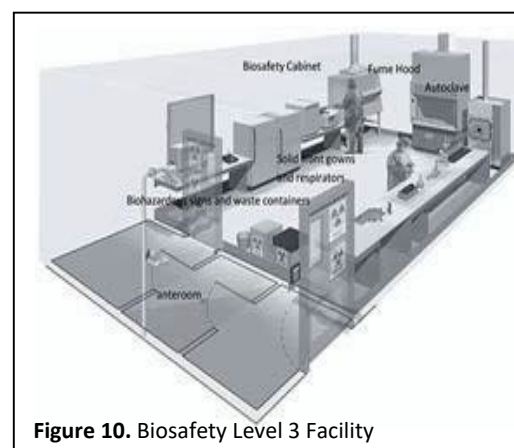 Biosafety Cabinet
Fume Hood
Autoclave
Solid front gowns
and respirators
Biohazardous signs and waste containers
anteroom
Figure 10. Biosafety Level 3 Facility